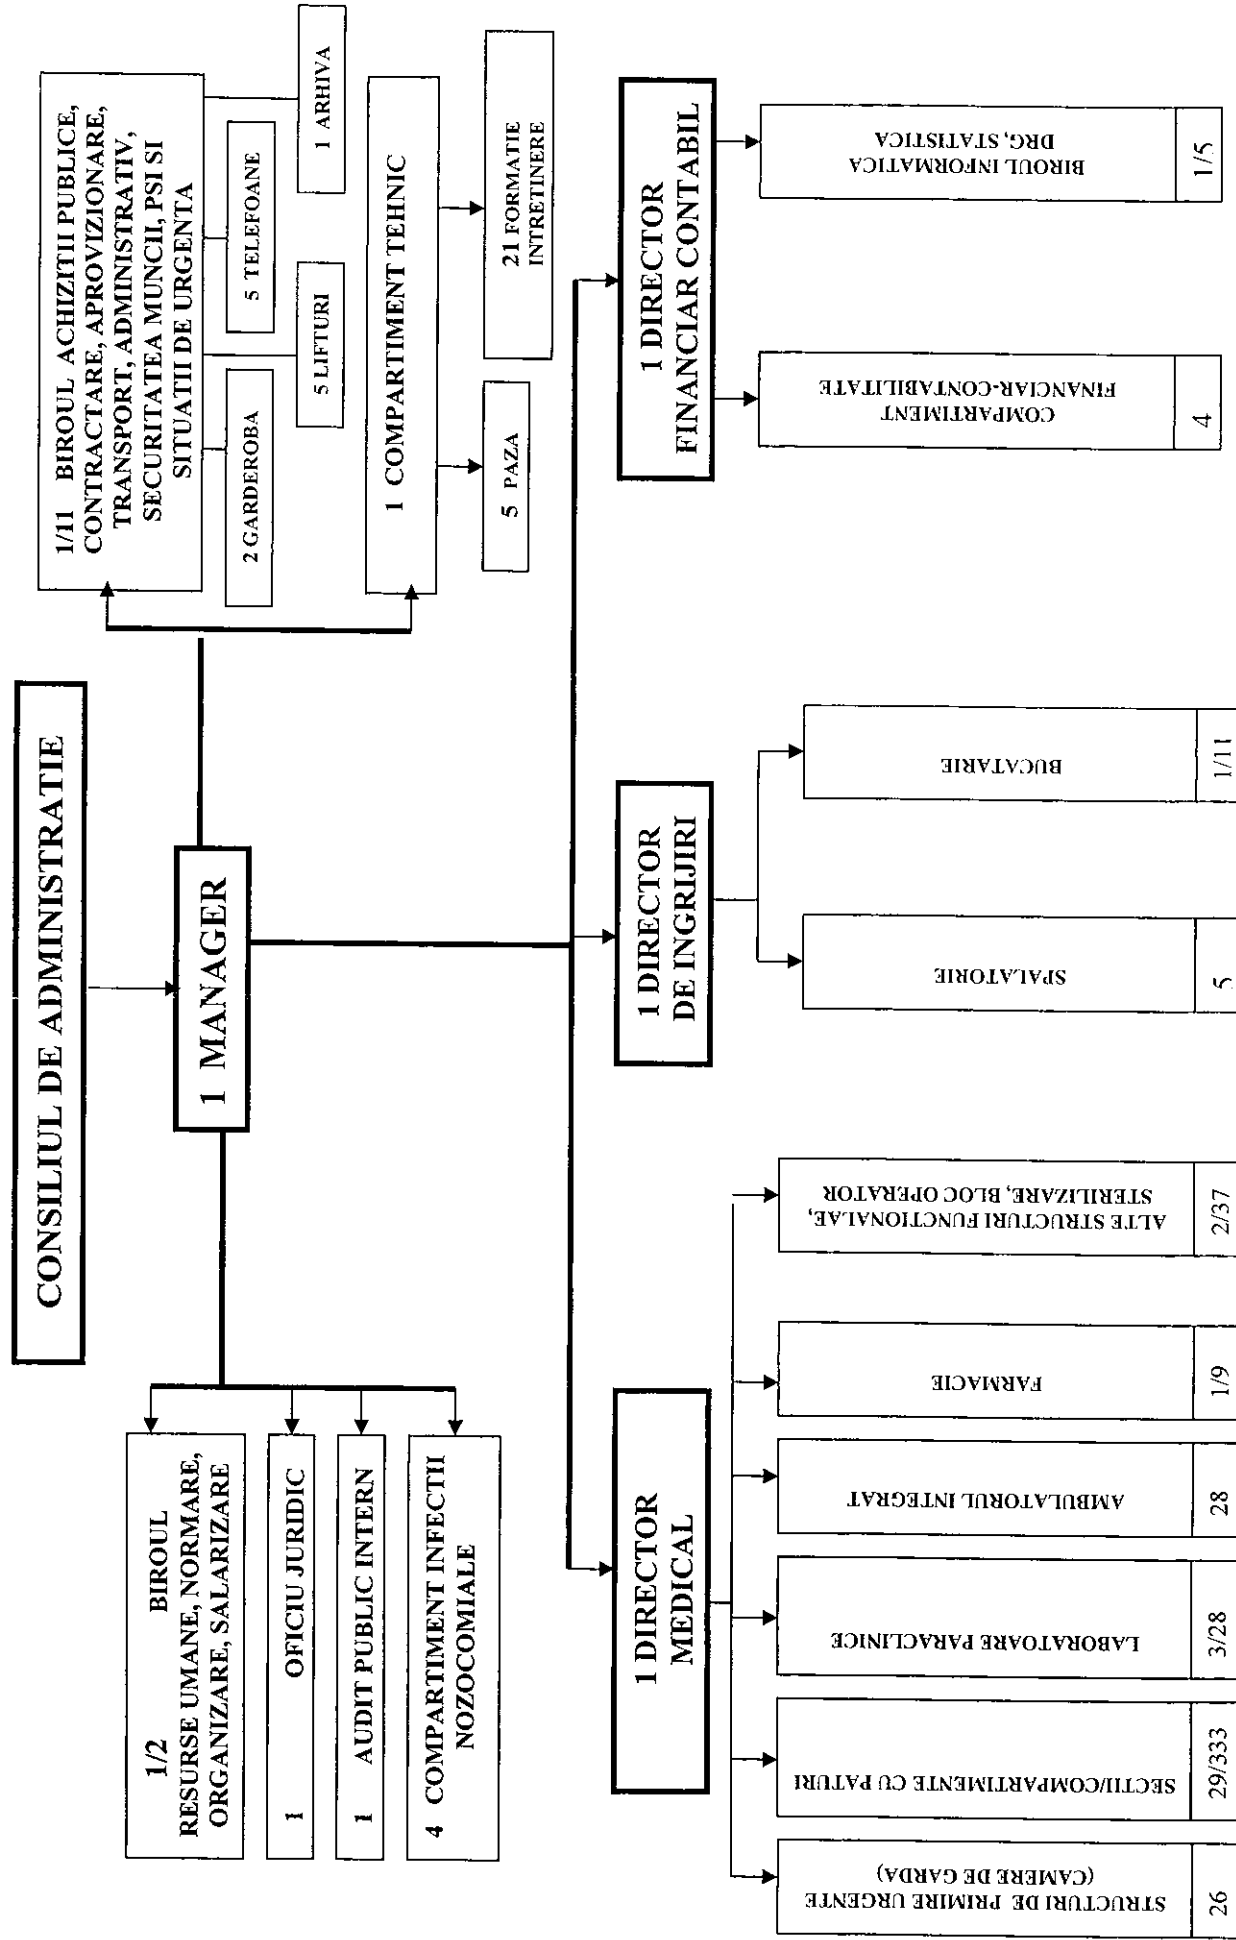 CONSILIUL DE ADMINISTRATIE
1 MANAGER
1/2 BIROUL
RESURSE UMANE, NORMARE,
ORGANIZARE, SALARIZARE
1 OFICIU JURIDIC
1 AUDIT PUBLIC INTERN
4 COMPARTIMENT INFECTII
NOZOCOMIALE
1/11 BIROUL ACHIZITII PUBLICE,
CONTRACTARE, APROVIZIONARE,
TRANSPORT, ADMINISTRATIV,
SECURITATEA MUNCII, PSI SI
SITUATII DE URGENTA
2 GARDEROBA
5 TELEFOANE
5 LIFTURI
1 ARHIVA
1 COMPARTIMENT TEHNIC
5 PAZA
21 FORMATIE
INTRETINERE
1 DIRECTOR
MEDICAL
1 DIRECTOR
DE INGRIJIRI
1 DIRECTOR
FINANCIAR CONTABIL
STRUCTURI DE PRIMIRE URGENTE
(CAMERE DE GARDA)
26
SECTII/COMPARTIMENTE CU PATURI
29/333
LABORATOARE PARACLINICE
3/28
AMBULATORUL INTEGRAT
28
FARMACIE
1/9
ALTE STRUCTURI FUNCTIONALAE,
STERILIZARE, BLOC OPERATOR
2/37
SPALATORIE
5
BUCATARIE
1/11
COMPARTIMENT
FINANCIAR-CONTABILITATE
4
BIROUL INFORMATICA
DRG, STATISTICA
1/5